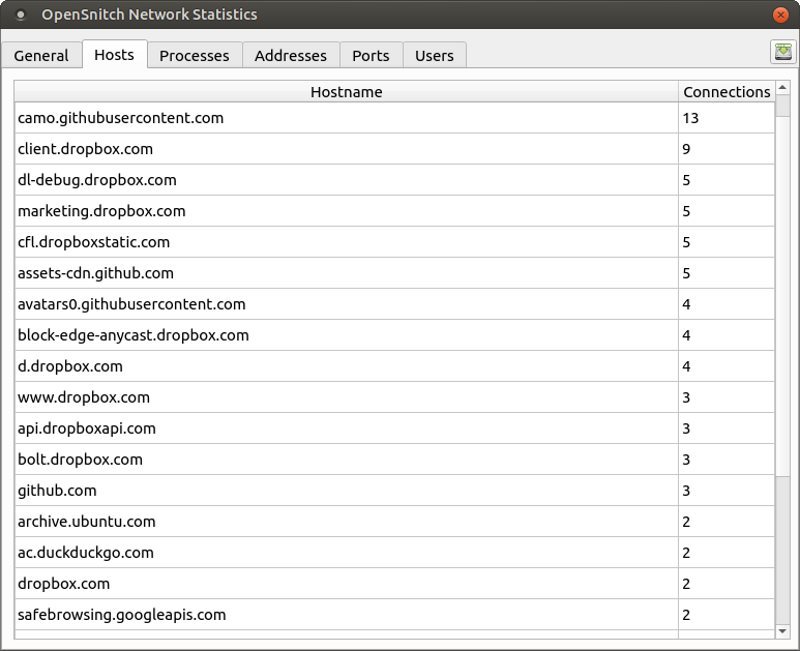 OpenSnitch Network Statistics
General Hosts Processes Addresses Ports Users
Hostname Connections
camo.githubusercontent.com 13
client.dropbox.com 9
dl-debug.dropbox.com 5
marketing.dropbox.com 5
cfl.dropboxstatic.com 5
assets-cdn.github.com 5
avatars0.githubusercontent.com 4
block-edge-anycast.dropbox.com 4
d.dropbox.com 4
www.dropbox.com 3
api.dropboxapi.com 3
bolt.dropbox.com 3
github.com 3
archive.ubuntu.com 2
ac.duckduckgo.com 2
dropbox.com 2
safebrowsing.googleapis.com 2